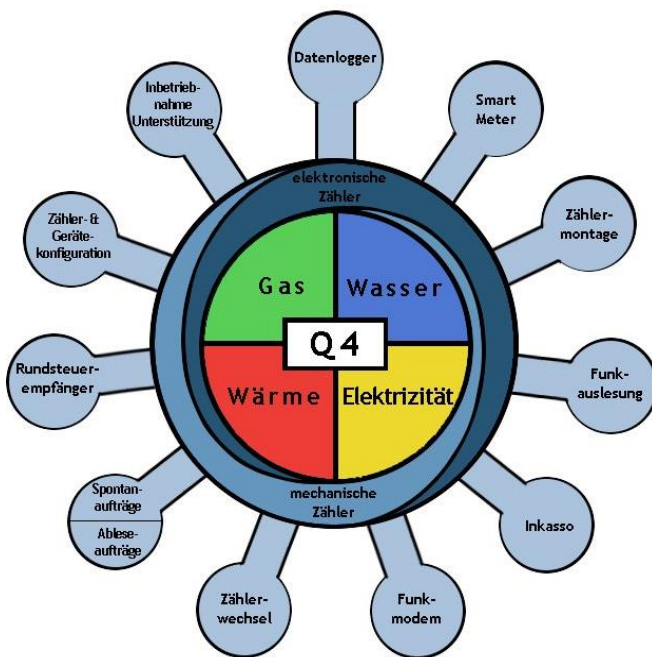 Datenlogger
Inbetrieb-
nahme
Unterstützung
Smart
Meter
elektronische
Zähler
Zähler- &
Geräte-
konfiguration
Zähler-
montage
Gas
Wasser
Q4
Rundsteuer-
empfänger
Funk-
auslesung
Wärme
Elektrizität
Spontan-
aufträge
Ablese-
aufträge
mechanische
Zähler
Inkasso
Zähler-
wechsel
Funk-
modem